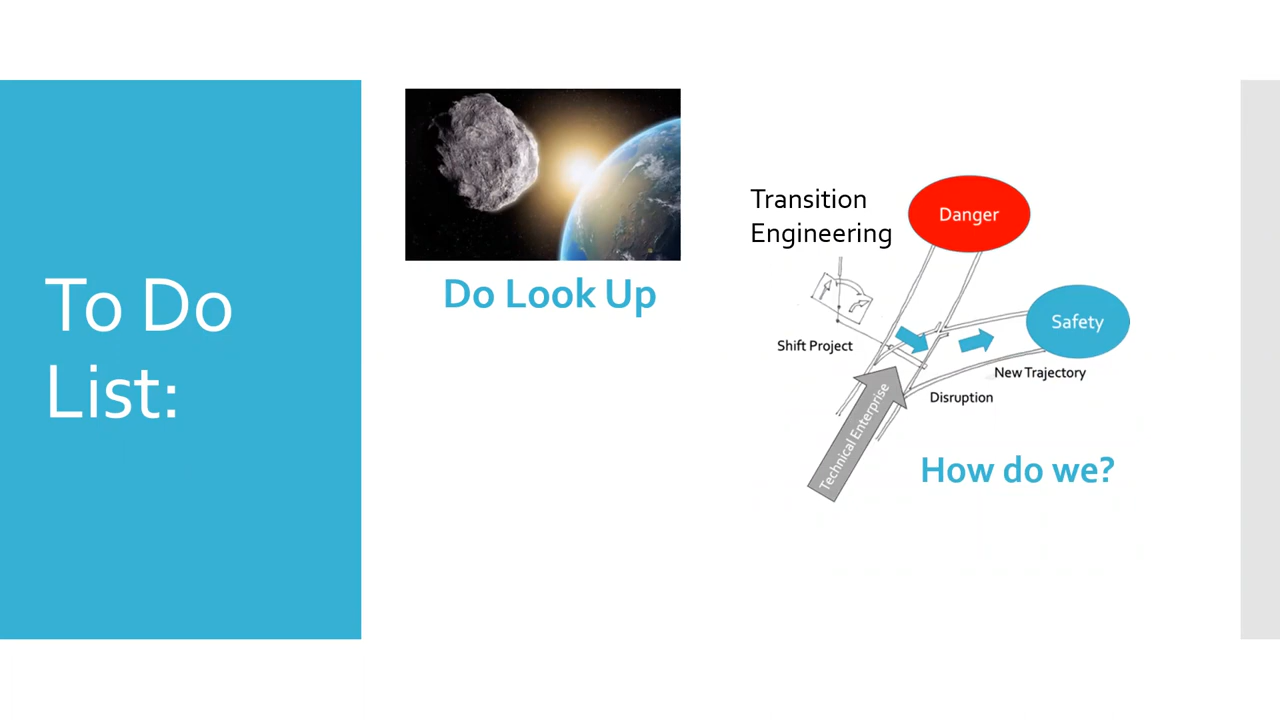 To Do
List:
Do Look Up
Transition
Engineering
Danger
Safety
Shift Project
New Trajectory
Disruption
Technical Enterprise
How do we?